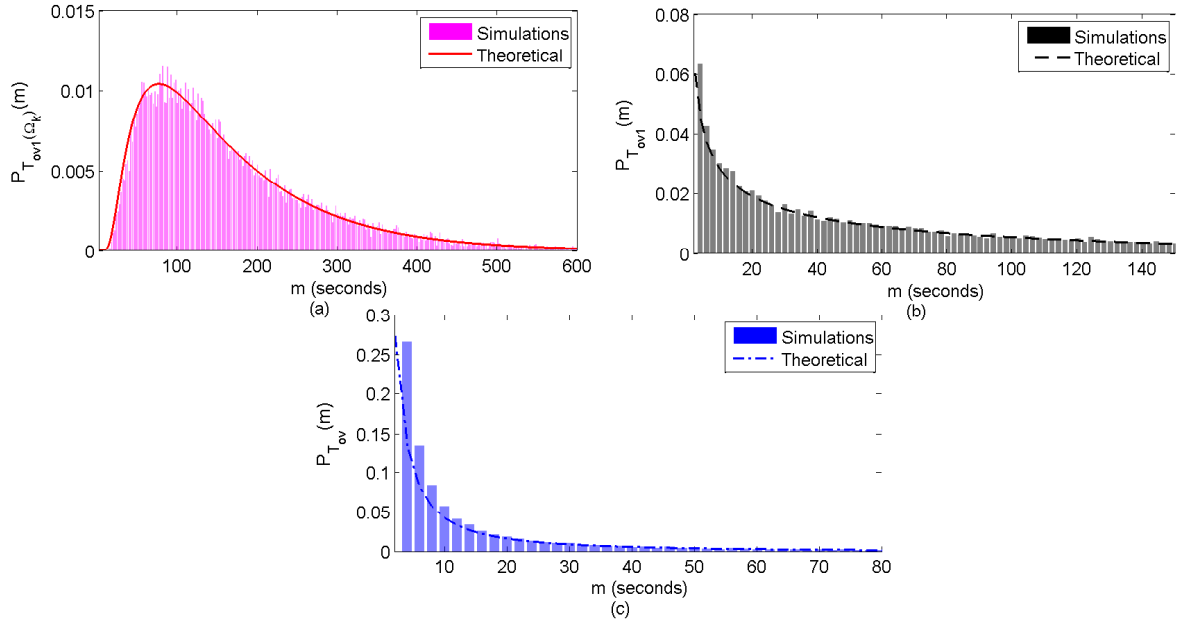 0.015
0.01
0.005
0
P_{T_{ov1}(Ω_k)}(m)
Simulations
Theoretical
100 200 300 400 500 600
m (seconds)
(a)
0.08
0.06
0.04
0.02
0
P_{T_{ov1}}(m)
Simulations
Theoretical
20 40 60 80 100 120 140
m (seconds)
(b)
0.3
0.25
0.2
0.15
0.1
0.05
0
P_{T_{ov}}(m)
Simulations
Theoretical
10 20 30 40 50 60 70 80
m (seconds)
(c)